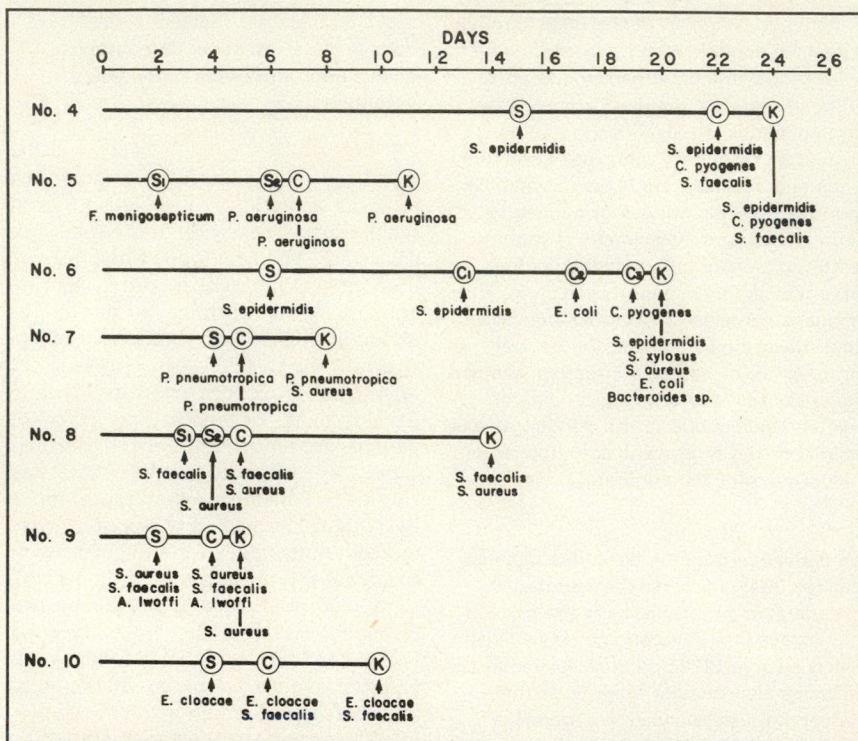 DAYS
0 2 4 6 8 10 12 14 16 18 20 22 24 26
No. 4 S C K
S. epidermidis S. epidermidis
C. pyogenes
S. faecalis
S. epidermidis
C. pyogenes
S. faecalis
No. 5 S1 S2 C K
F. menigosepticum P. aeruginosa P. aeruginosa
P. aeruginosa
No. 6 S C1 C2 C3 K
S. epidermidis S. epidermidis E. coli C. pyogenes
S. epidermidis
S. xylosus
S. aureus
E. coli
Bacteroides sp.
No. 7 S C K
P. pneumotropica P. pneumotropica
S. aureus
P. pneumotropica
No. 8 S1 S2 C K
S. faecalis S. faecalis S. faecalis
S. aureus S. aureus
S. aureus
No. 9 S C K
S. aureus S. aureus
S. faecalis S. faecalis
A. lwoffi A. lwoffi
S. aureus
No. 10 S C K
E. cloacae E. cloacae E. cloacae
S. faecalis S. faecalis